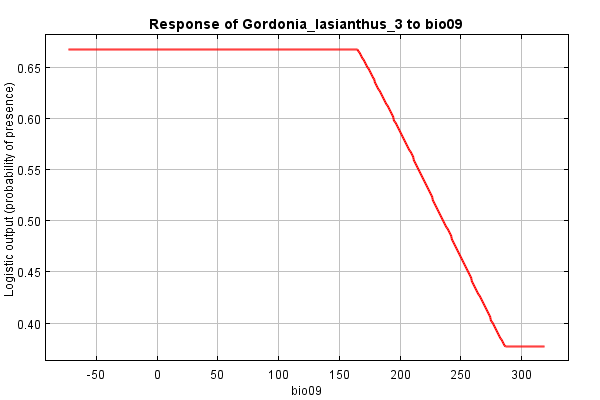 Response of Gordonia_lasianthus_3 to bio09
Logistic output (probability of presence)
0.65
0.60
0.55
0.50
0.45
0.40
-50 0 50 100 150 200 250 300
bio09